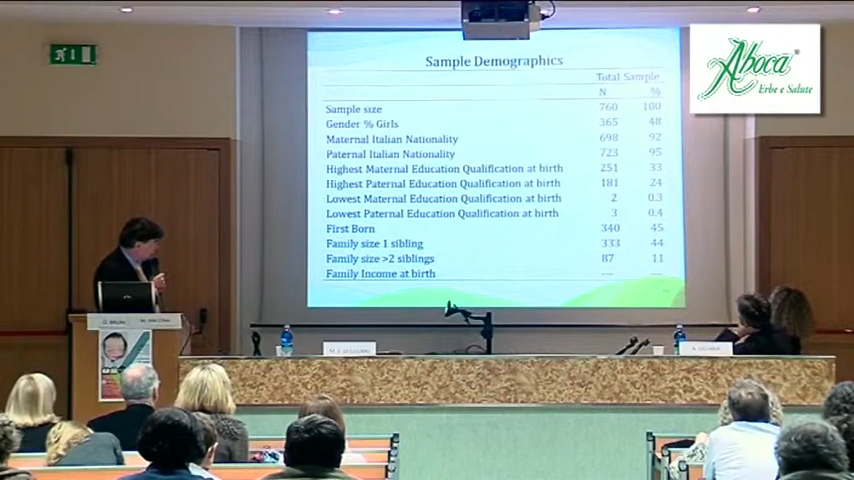 Sample Demographics
Total Sample
N %
Sample size 760 100
Gender % Girls 365 48
Maternal Italian Nationality 698 92
Paternal Italian Nationality 723 95
Highest Maternal Education Qualification at birth 251 33
Highest Paternal Education Qualification at birth 181 24
Lowest Maternal Education Qualification at birth 2 0.3
Lowest Paternal Education Qualification at birth 3 0.4
First Born 340 45
Family size 1 sibling 333 44
Family size >2 siblings 87 11
Family Income at birth --- ---
Aboca®
Erbe e Salute
O. BRUNI